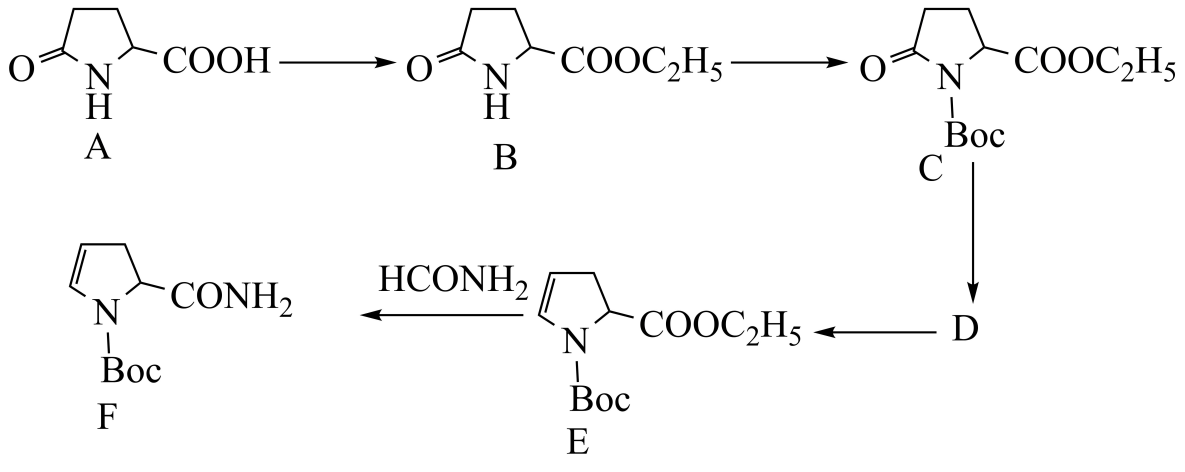 O
N
H
COOH
A
O
N
H
COOC₂H₅
B
O
N
COOC₂H₅
Boc
C
N
CONH₂
Boc
F
HCONH₂
N
COOC₂H₅
Boc
E
D